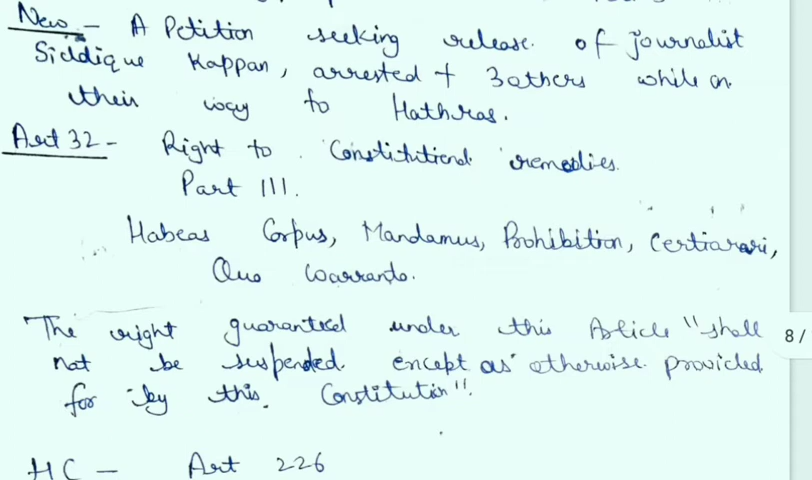 News - A Petition seeking release of journalist
Siddique Kappan, arrested + 3 others while on
their way to Hathras.
Art 32 - Right to Constitutional remedies.
Part III.
Habeas Corpus, Mandamus, Prohibition, Certiarari,
Quo Warranto.
The right guaranteed under this Article "shall
not be suspended except as otherwise provided
for by this Constitution".
8/
HC - Art 226